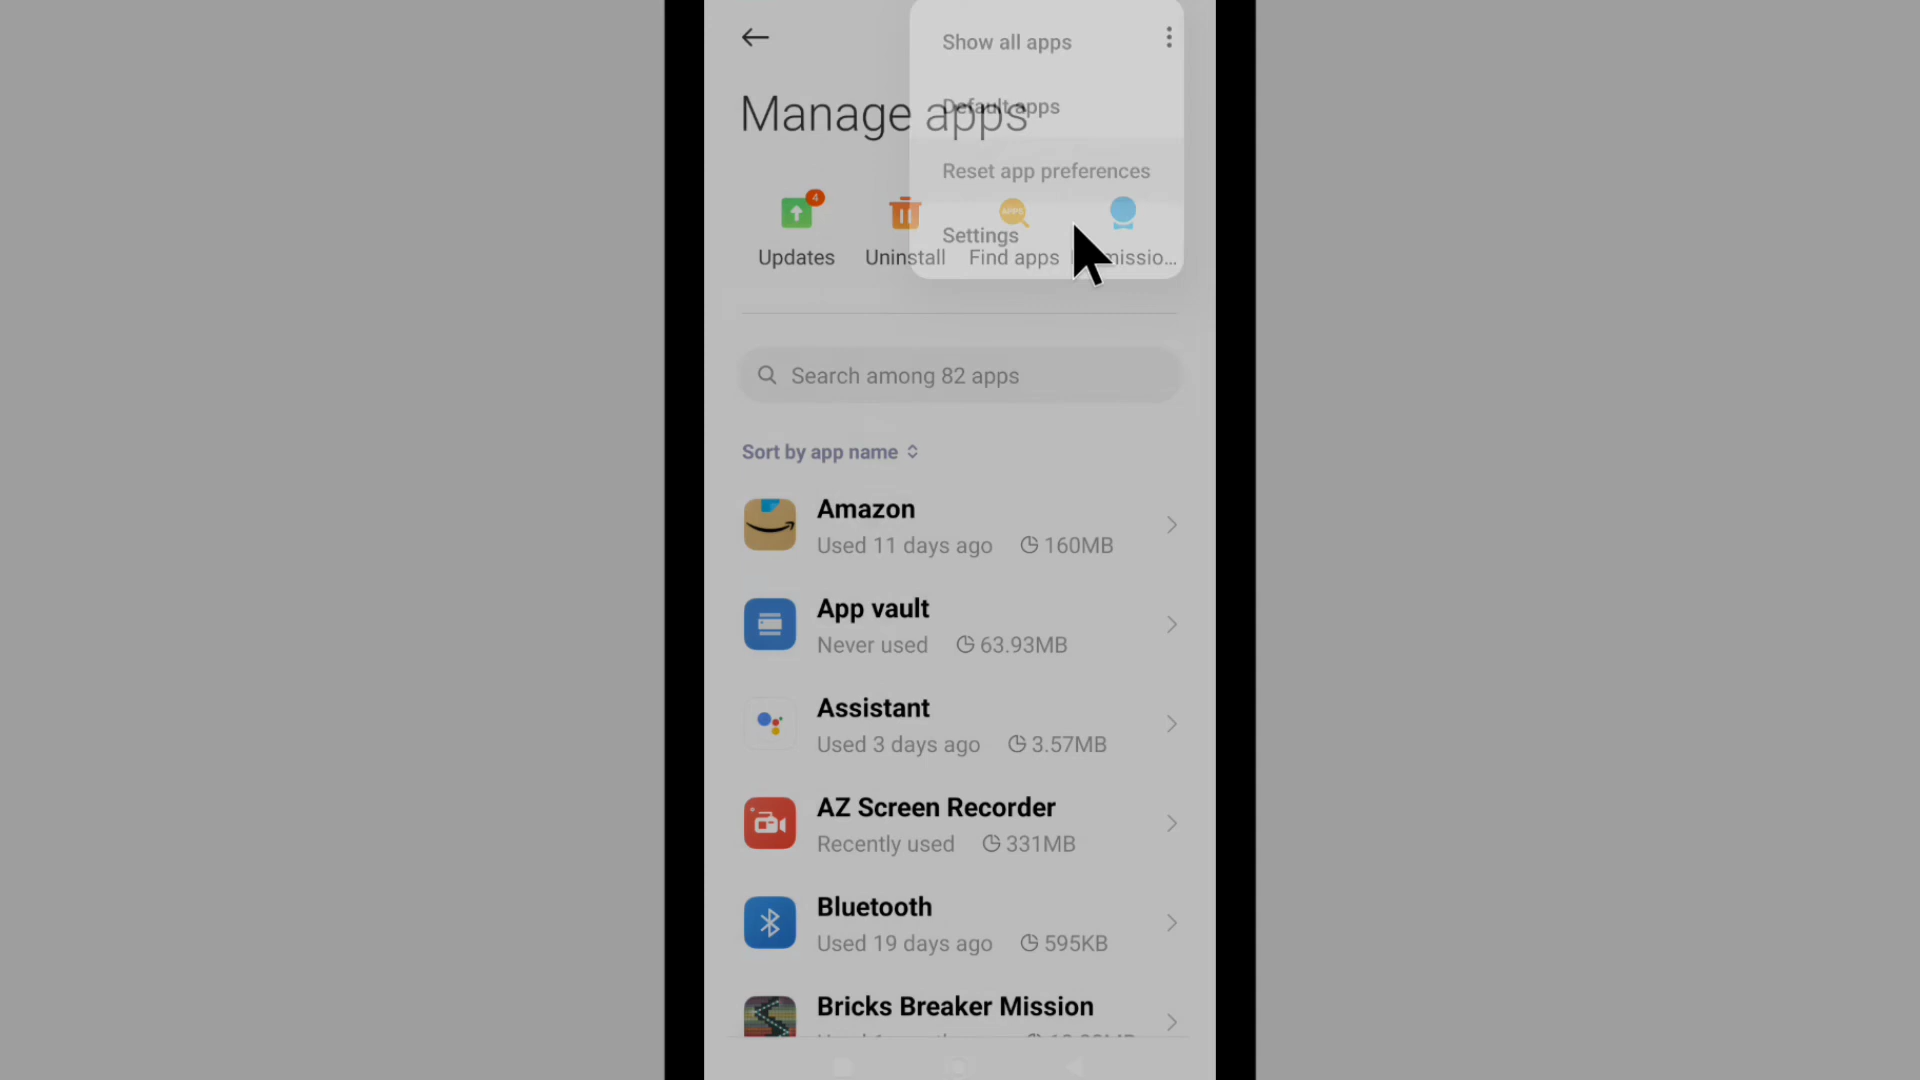 Show all apps
Manage apps
Default apps
Reset app preferences
4
APPS
Settings
Updates
Uninstall
Find apps
Search among 82 apps
Sort by app name
Amazon
Used 11 days ago 160MB
App vault
Never used 63.93MB
Assistant
Used 3 days ago 3.57MB
AZ Screen Recorder
Recently used 331MB
Bluetooth
Used 19 days ago 595KB
Bricks Breaker Mission